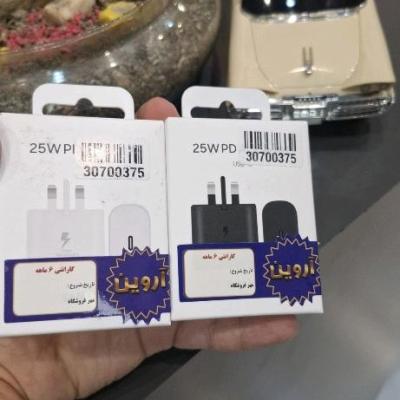 25W PD
30700375
گارانتی ۶ ماهه
تاریخ شروع:
مهر فروشگاه
آروین
25W PD
30700375
گارانتی ۶ ماهه
تاریخ شروع:
مهر فروشگاه
آروین